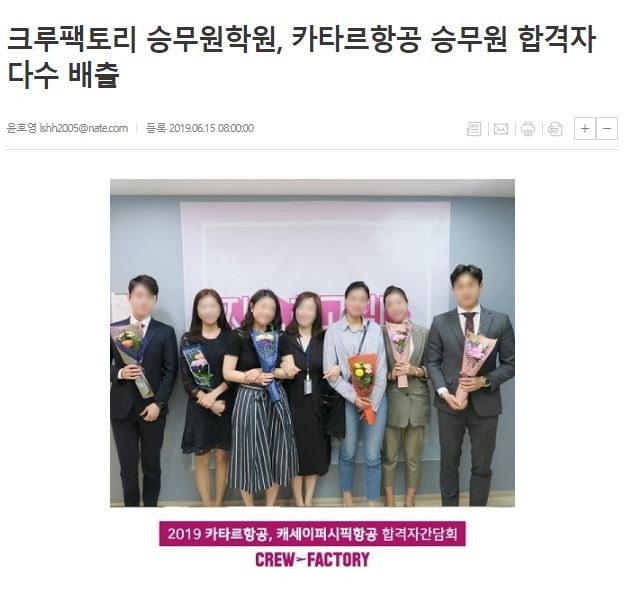 크루팩토리 승무원학원, 카타르항공 승무원 합격자
다수 배출
윤호영 lshh2005@nate.com | 등록 2019.06.15 08:00:00
2019 카타르항공, 캐세이퍼시픽항공 합격자간담회
CREW FACTORY